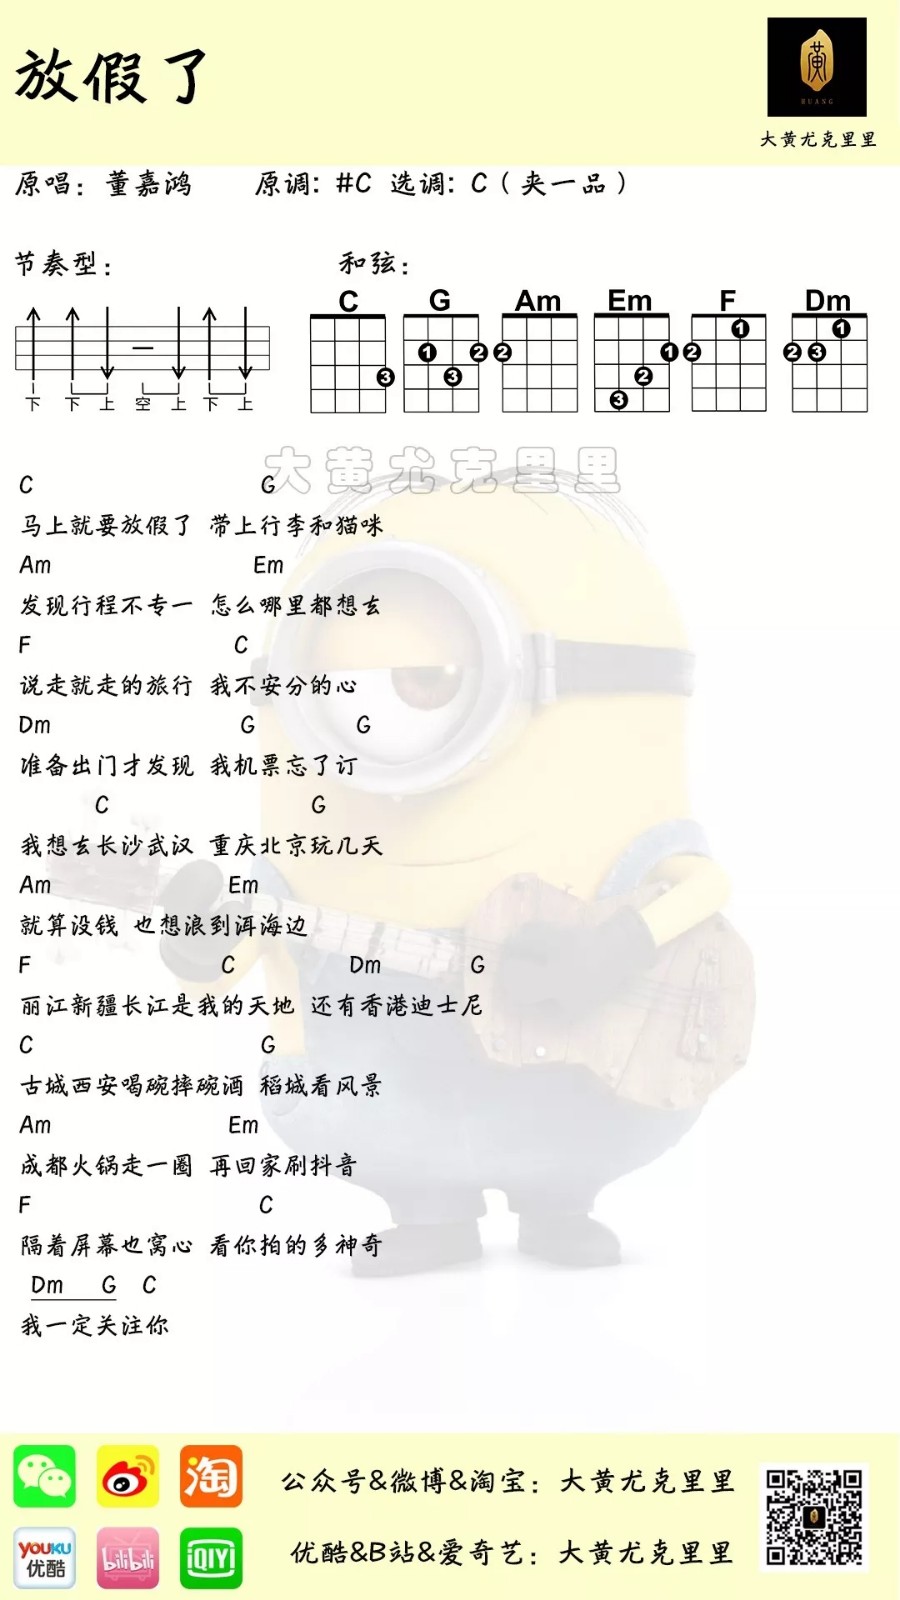 放假了
黄
HUANG
大黄尤克里里
原唱：董嘉鸿 原调：#C 选调：C（夹一品）
节奏型： 和弦：
C G Am Em F Dm
3 1 2 3 2 1 2 3 1 2 1 2 3
下 下 上 空 上 下 上
大黄尤克里里
C G
马上就要放假了 带上行李和猫咪
Am Em
发现行程不专一 怎么哪里都想去
F C
说走就走的旅行 我不安分的心
Dm G G
准备出门才发现 我机票忘了订
C G
我想去长沙武汉 重庆北京玩几天
Am Em
就算没钱 也想浪到洱海边
F C Dm G
丽江新疆长江是我的天地 还有香港迪士尼
C G
古城西安喝碗摔碗酒 稻城看风景
Am Em
成都火锅走一圈 再回家刷抖音
F C
隔着屏幕也窝心 看你拍的多神奇
Dm G C
我一定关注你
淘
公众号&微博&淘宝：大黄尤克里里
YOUKU
优酷
bilibili
iQIYI
优酷&B站&爱奇艺：大黄尤克里里